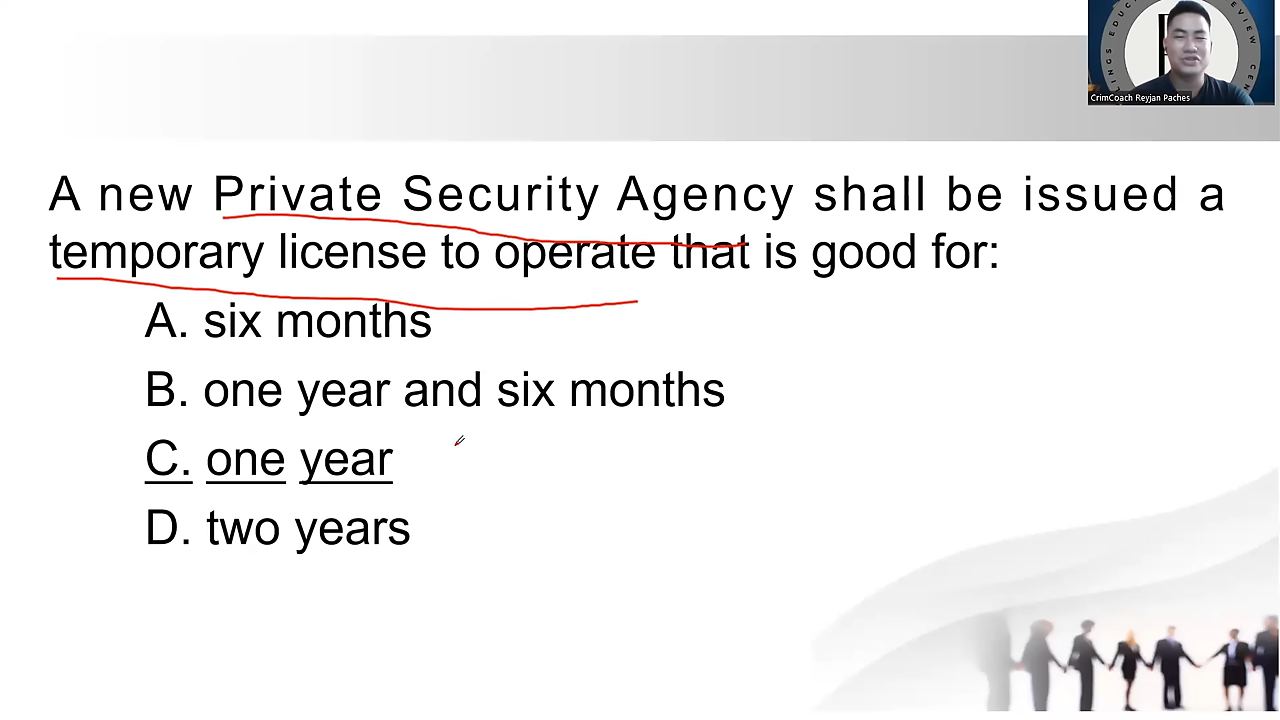 CrimCoach Reyjan Paches
A new Private Security Agency shall be issued a
temporary license to operate that is good for:
A. six months
B. one year and six months
C. one year
D. two years